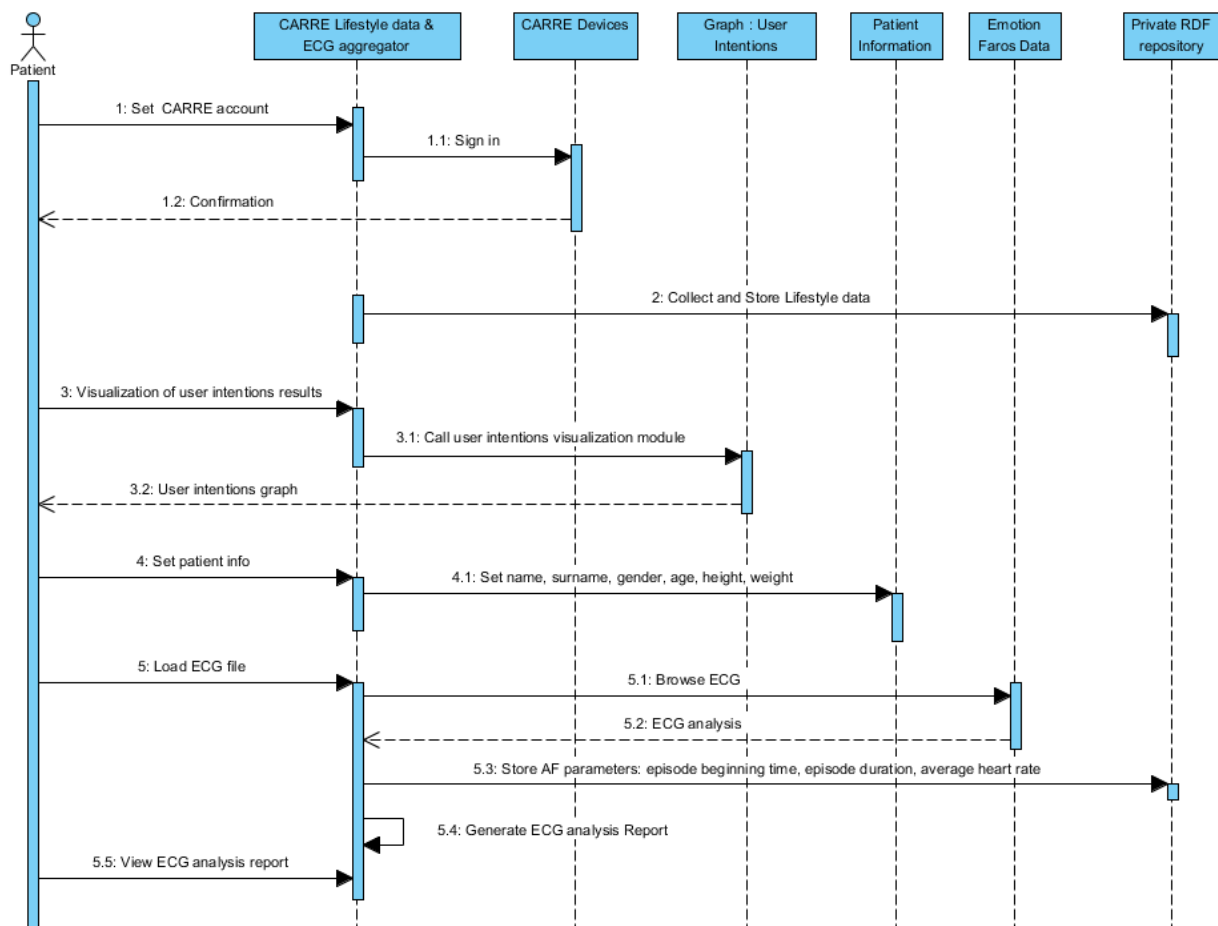 CARRE Lifestyle data &
ECG aggregator
CARRE Devices
Graph : User
Intentions
Patient
Information
Emotion
Faros Data
Private RDF
repository
Patient
1: Set  CARRE account
1.1: Sign in
1.2: Confirmation
2: Collect and Store Lifestyle data
3: Visualization of user intentions results
3.1: Call user intentions visualization module
3.2: User intentions graph
4: Set patient info
4.1: Set name, surname, gender, age, height, weight
5: Load ECG file
5.1: Browse ECG
5.2: ECG analysis
5.3: Store AF parameters: episode beginning time, episode duration, average heart rate
5.4: Generate ECG analysis Report
5.5: View ECG analysis report